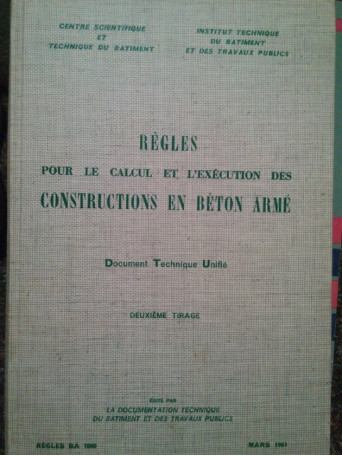 CENTRE SCIENTIFIQUE
ET
TECHNIQUE DU BATIMENT
INSTITUT TECHNIQUE
DU BATIMENT
ET DES TRAVAUX PUBLICS
RÈGLES
POUR LE CALCUL ET L'EXÉCUTION DES
CONSTRUCTIONS EN BÉTON ARMÉ
Document Technique Unifié
DEUXIÈME TIRAGE
ÉDITÉ PAR
LA DOCUMENTATION TECHNIQUE
DU BATIMENT ET DES TRAVAUX PUBLICS
RÈGLES BA 1960
MARS 1961